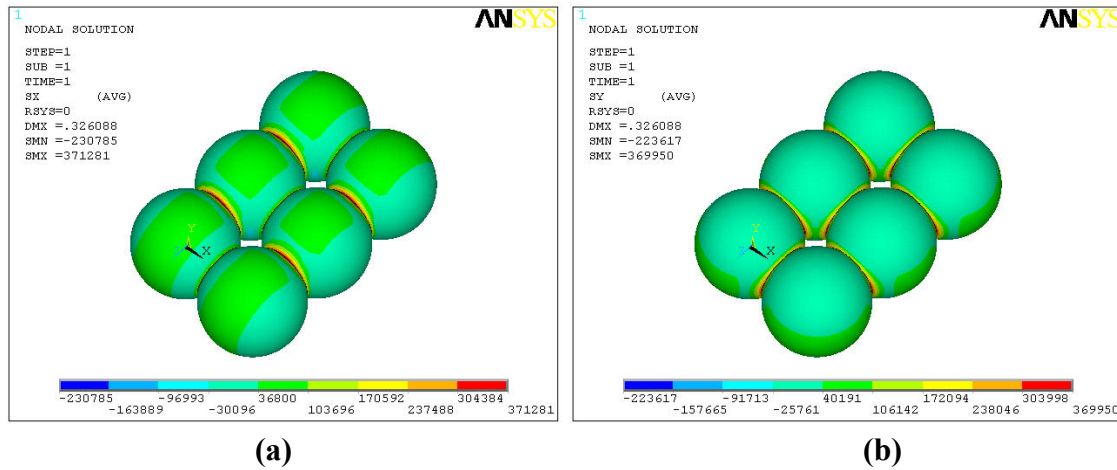 1
ANSYS
NODAL SOLUTION
STEP=1
SUB =1
TIME=1
SX (AVG)
RSYS=0
DMX =.326088
SMN =-230785
SMX =371281
Y
Z X
-230785 -96993 36800 170592 304384
-163889 -30096 103696 237488 371281
(a)
1
ANSYS
NODAL SOLUTION
STEP=1
SUB =1
TIME=1
SY (AVG)
RSYS=0
DMX =.326088
SMN =-223617
SMX =369950
Y
Z X
-223617 -91713 40191 172094 303998
-157665 -25761 106142 238046 369950
(b)